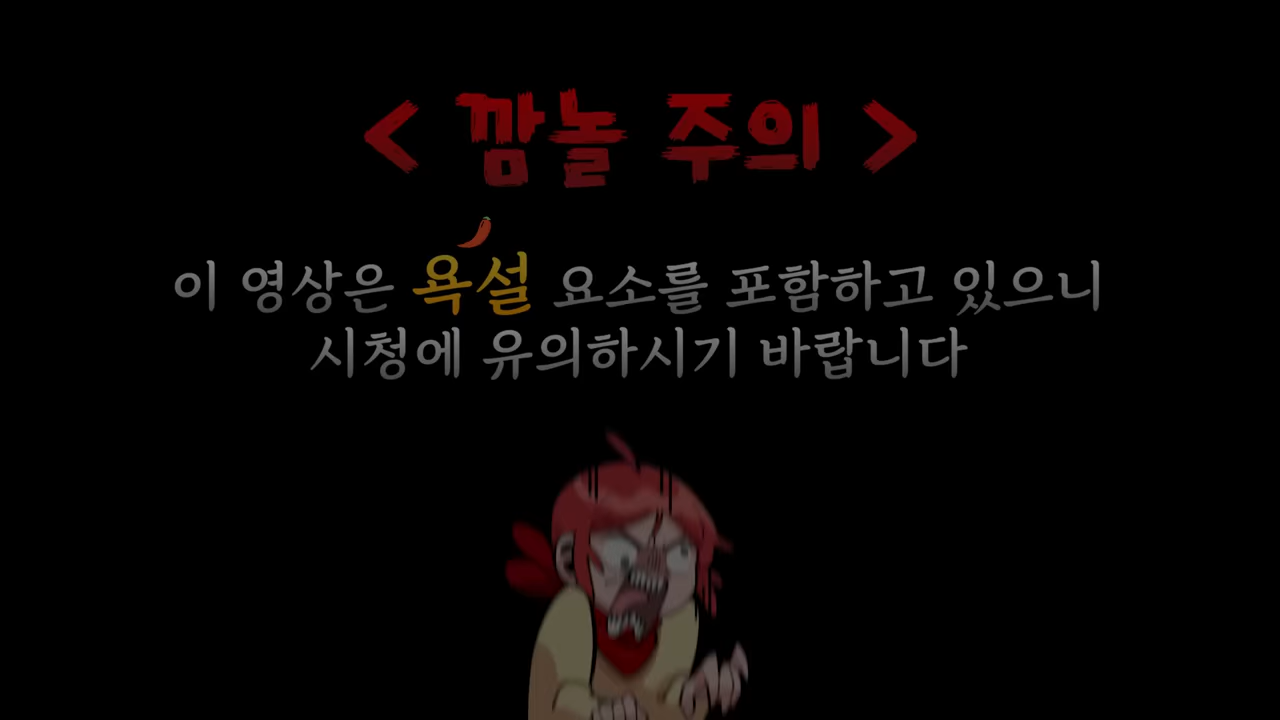 < 깜놀 주의 >
이 영상은 욕설 요소를 포함하고 있으니
시청에 유의하시기 바랍니다